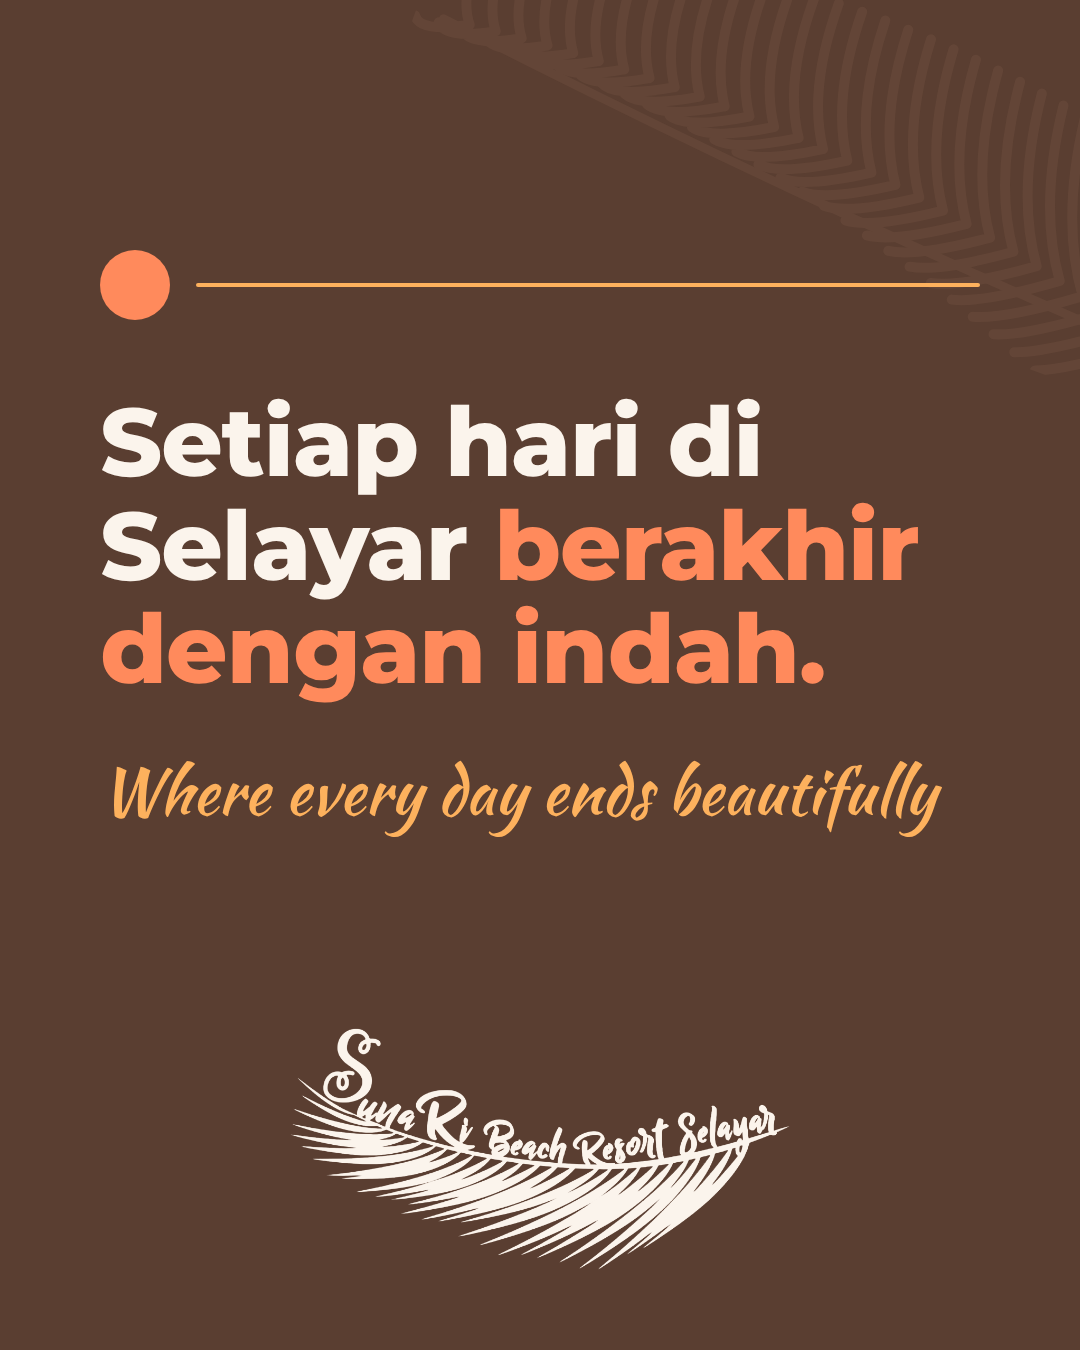 Setiap hari di
Selayar berakhir
dengan indah.
Where every day ends beautifully
SunaRi Beach Resort Selayar